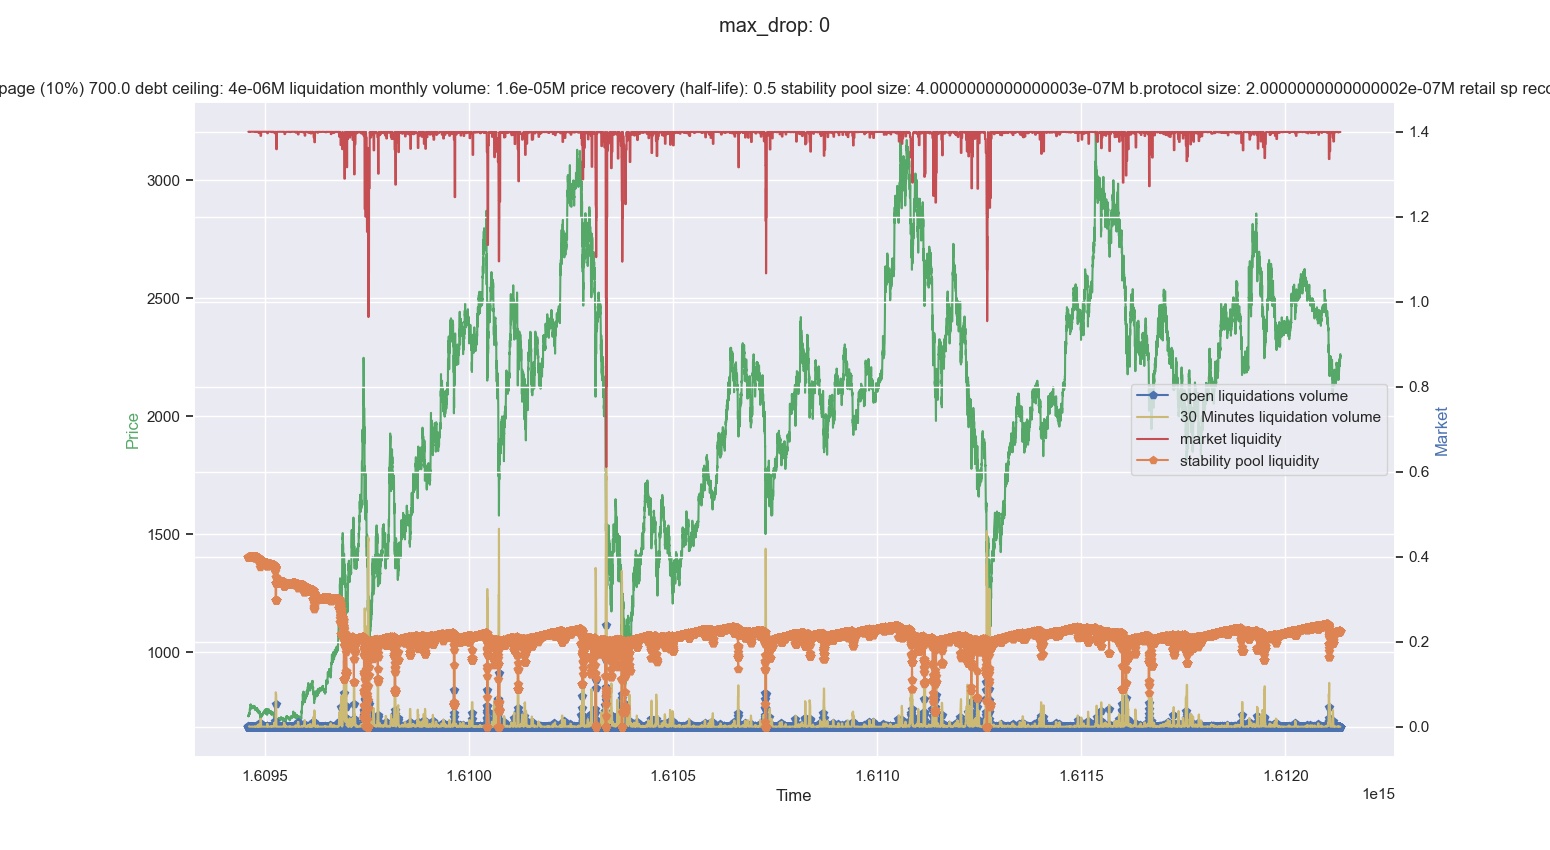 max_drop: 0
page (10%) 700.0 debt ceiling: 4e-06M liquidation monthly volume: 1.6e-05M price recovery (half-life): 0.5 stability pool size: 4.0000000000000003e-07M b.protocol size: 2.0000000000000002e-07M retail sp reco
3000
2500
2000
1500
1000
Price
1.4
1.2
1.0
0.8
0.6
0.4
0.2
0.0
Market
open liquidations volume
30 Minutes liquidation volume
market liquidity
stability pool liquidity
1.6095
1.6100
1.6105
1.6110
1.6115
1.6120
Time
1e15